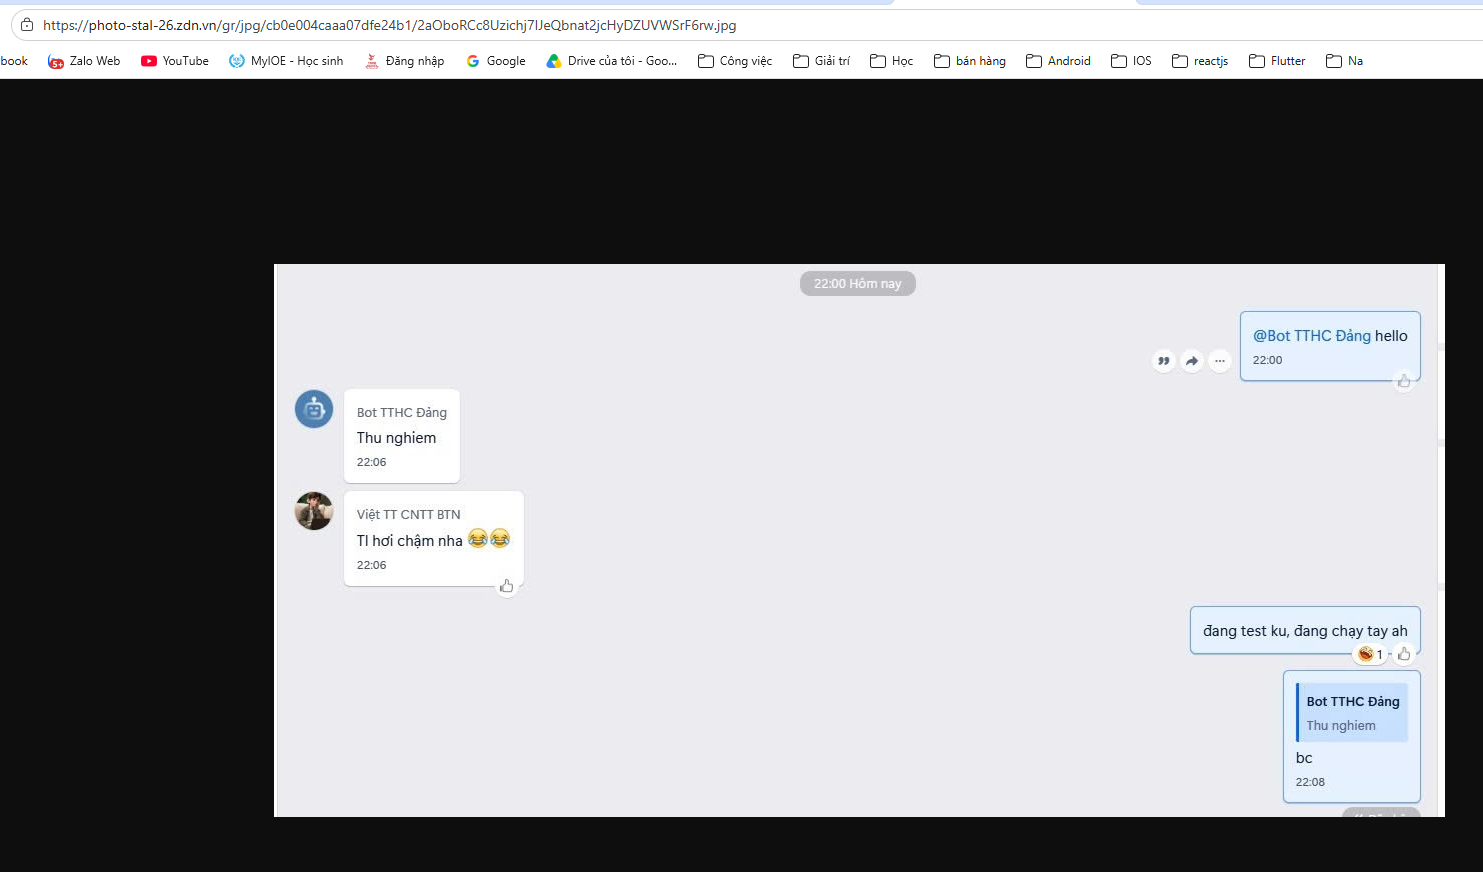 https://photo-stal-26.zdn.vn/gr/jpg/cb0e004caaa07dfe24b1/2aOboRCc8Uzichj7IJeQbnat2jcHyDZUVWSrF6rw.jpg
book Zalo Web YouTube MyIOE - Học sinh Đăng nhập Google Drive của tôi - Goo... Công việc Giải trí Học bán hàng Android IOS reactjs Flutter Na
22:00 Hôm nay
@Bot TTHC Đảng hello
22:00
Bot TTHC Đảng
Thu nghiem
22:06
Việt TT CNTT BTN
Tl hơi chậm nha
22:06
đang test ku, đang chạy tay ah
1
Bot TTHC Đảng
Thu nghiem
bc
22:08